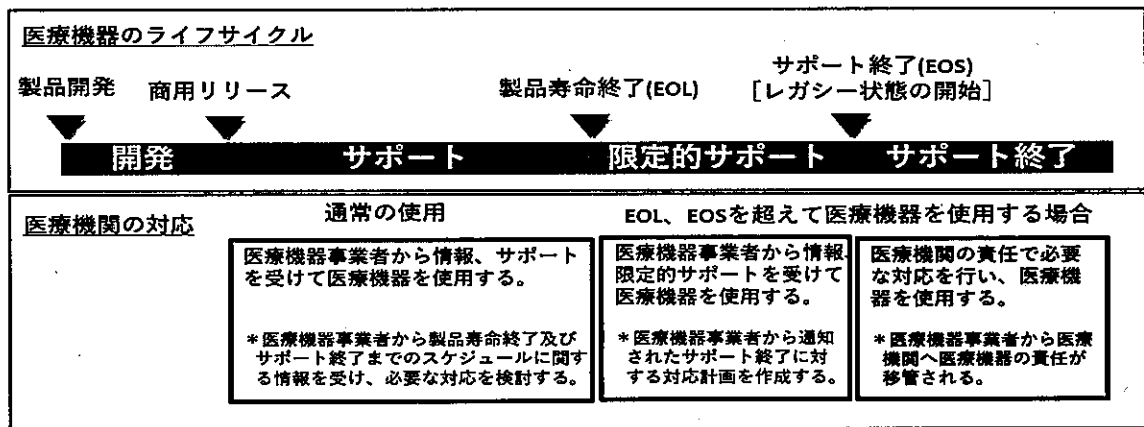 医療機器のライフサイクル
製品開発
商用リリース
製品寿命終了(EOL)
サポート終了(EOS)
[レガシー状態の開始]
開発
サポート
限定的サポート
サポート終了
医療機関の対応
通常の使用
EOL、EOSを超えて医療機器を使用する場合
医療機器事業者から情報、サポート
を受けて医療機器を使用する。
*医療機器事業者から製品寿命終了及び
サポート終了までのスケジュールに関す
る情報を受け、必要な対応を検討する。
医療機器事業者から情報、
限定的サポートを受けて
医療機器を使用する。
*医療機器事業者から通知
されたサポート終了に対
する対応計画を作成する。
医療機関の責任で必要
な対応を行い、医療機
器を使用する。
*医療機器事業者から医療
機関へ医療機器の責任が
移管される。